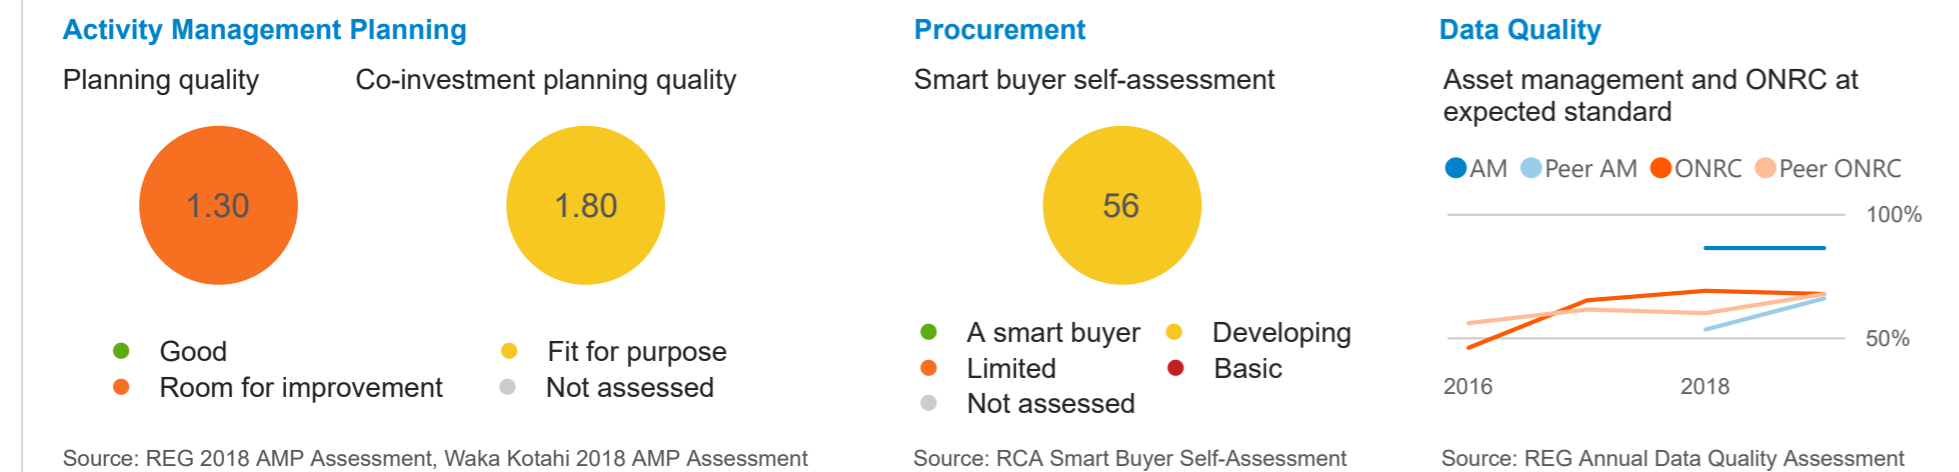 Activity Management Planning
Planning quality
Co-investment planning quality
1.30
1.80
Good
Fit for purpose
Room for improvement
Not assessed
Source: REG 2018 AMP Assessment, Waka Kotahi 2018 AMP Assessment
Procurement
Smart buyer self-assessment
56
A smart buyer
Developing
Limited
Basic
Not assessed
Source: RCA Smart Buyer Self-Assessment
Data Quality
Asset management and ONRC at
expected standard
AM Peer AM ONRC Peer ONRC
100%
50%
2016
2018
Source: REG Annual Data Quality Assessment